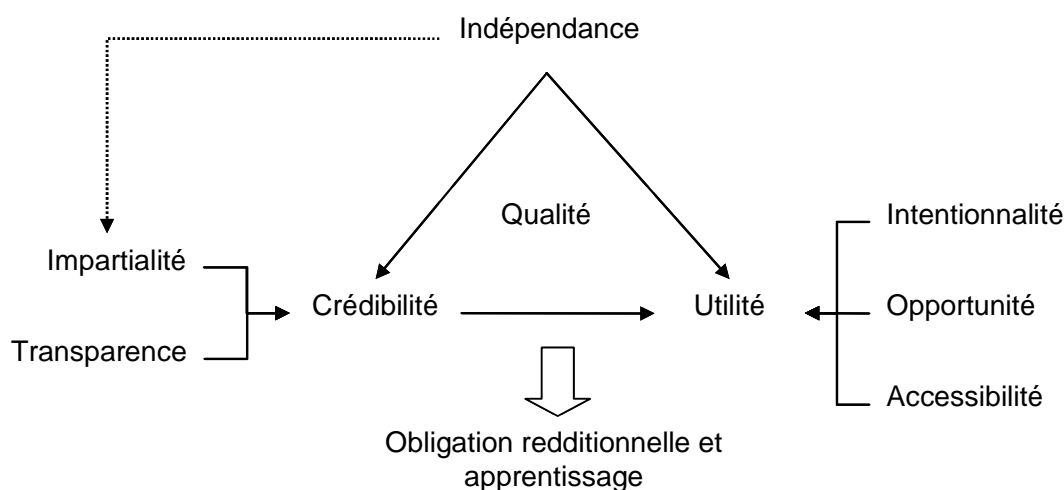 Indépendance
Qualité
Intentionnalité
Impartialité
Crédibilité
Utilité
Opportunité
Transparence
Accessibilité
Obligation redditionnelle et
apprentissage